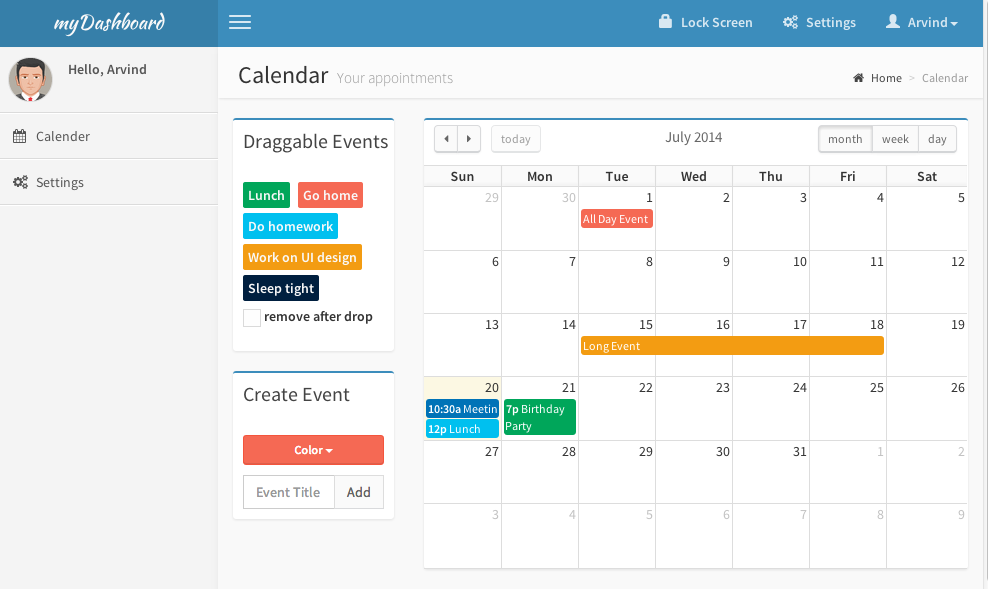 myDashboard
Lock Screen Settings Arvind
Hello, Arvind
Calender
Settings
Calendar Your appointments
Home > Calendar
Draggable Events
Lunch Go home
Do homework
Work on UI design
Sleep tight
remove after drop
Create Event
Color
Event Title Add
today July 2014 month week day
Sun Mon Tue Wed Thu Fri Sat
29 30 1 2 3 4 5
All Day Event
6 7 8 9 10 11 12
13 14 15 16 17 18 19
Long Event
20 21 22 23 24 25 26
10:30a Meetin 7p Birthday
12p Lunch Party
27 28 29 30 31 1 2
3 4 5 6 7 8 9